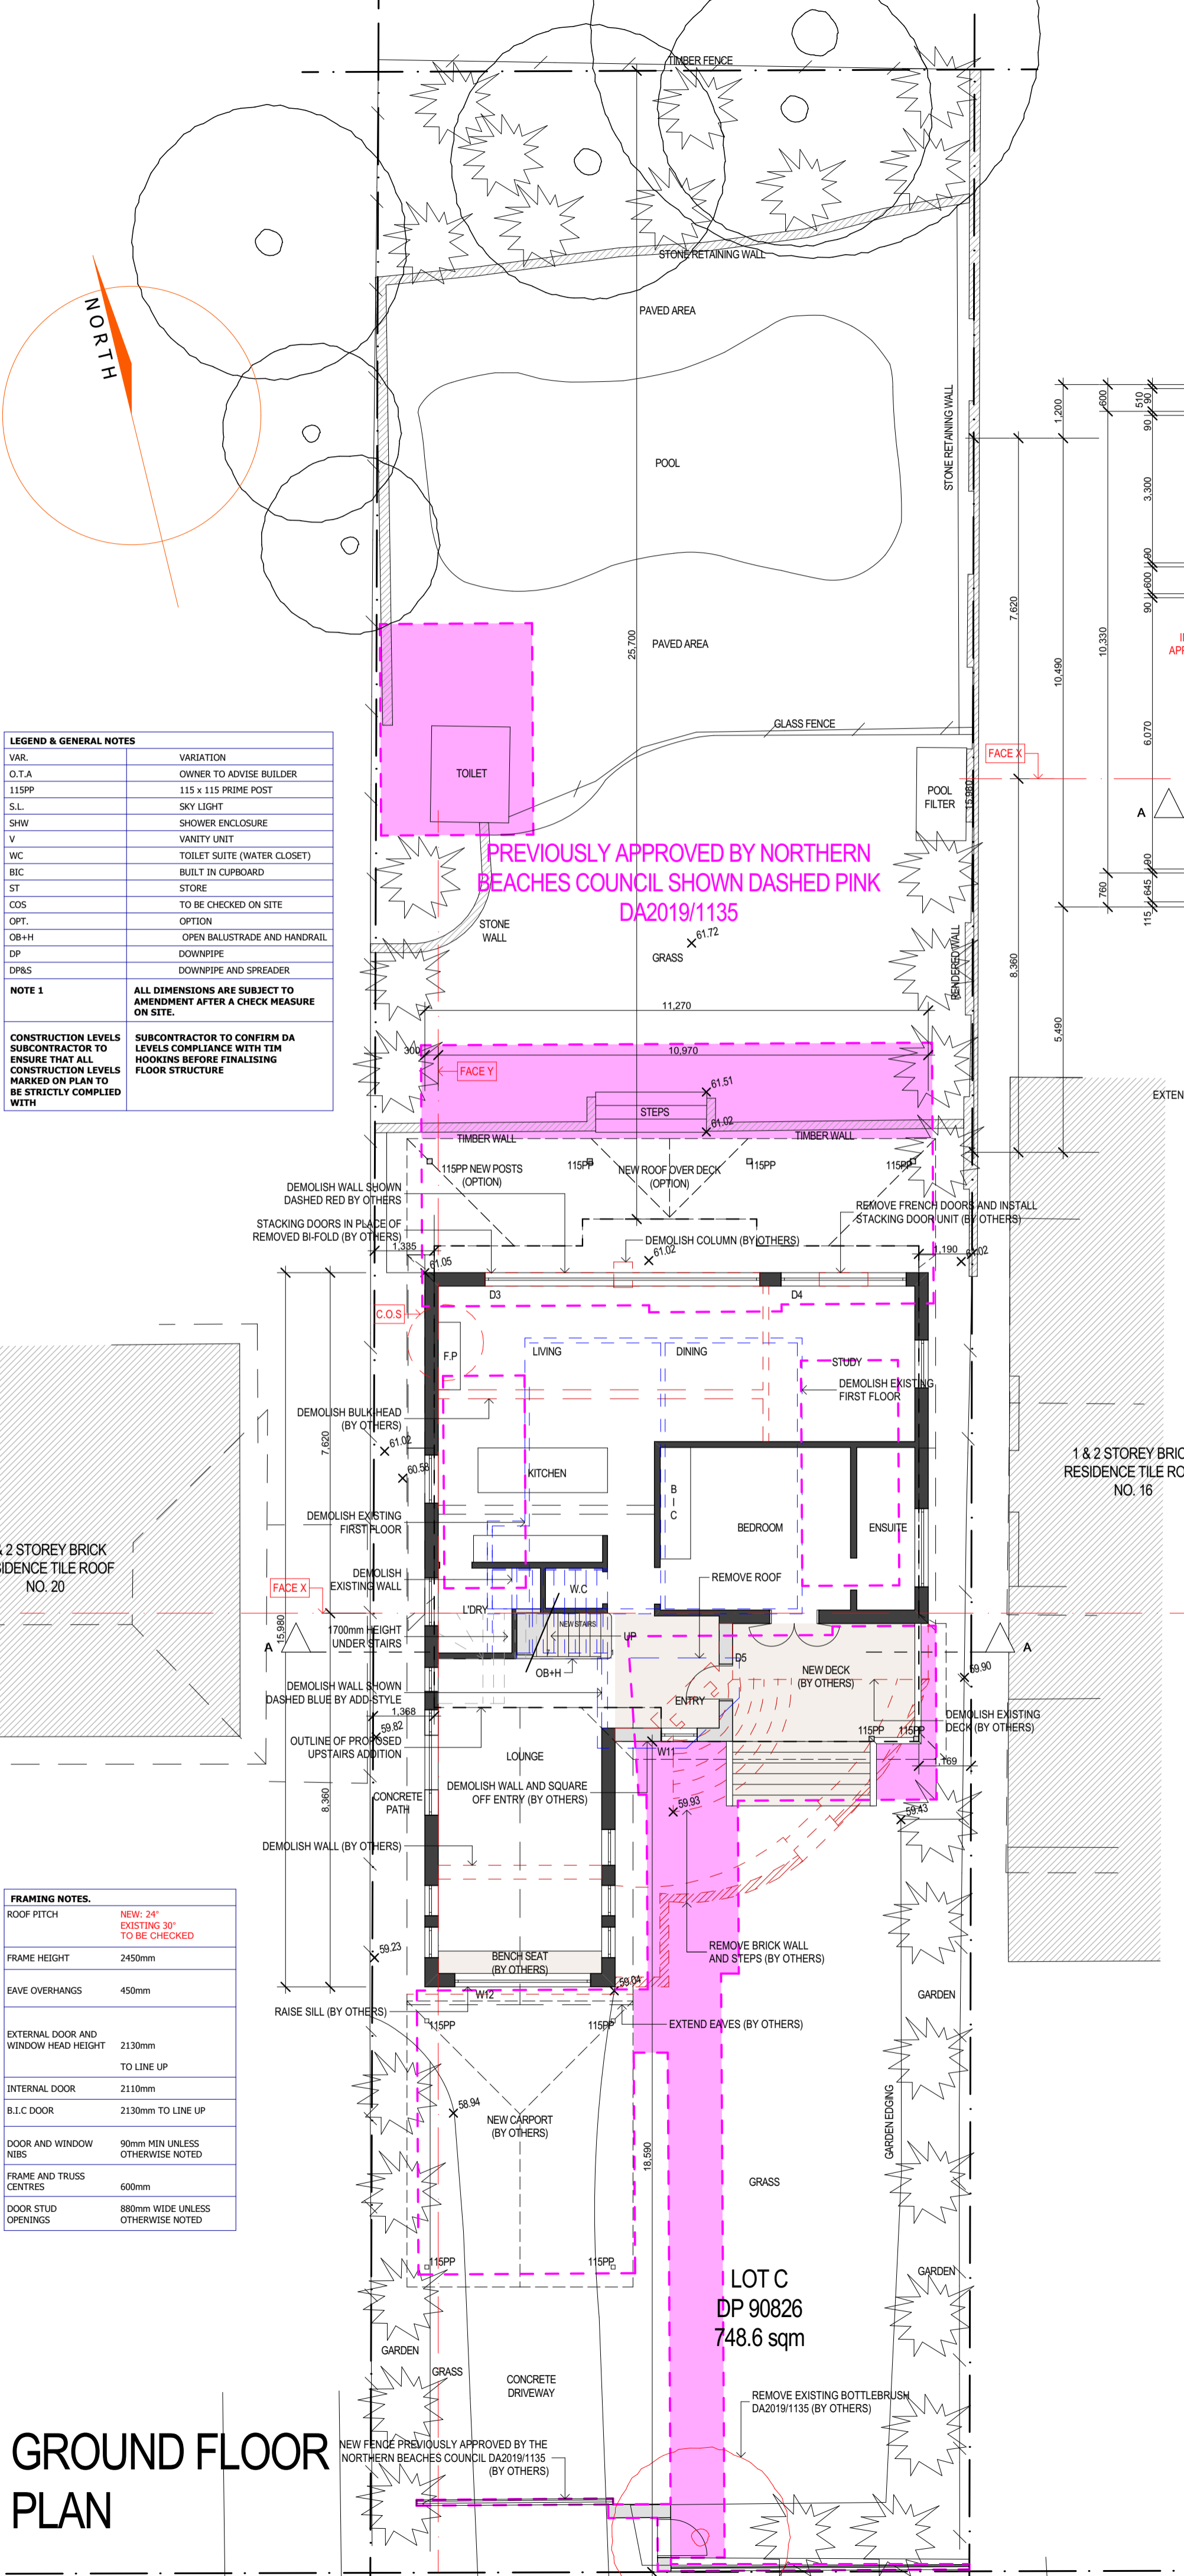 TIMBER FENCE
STONE RETAINING WALL
NORTH
PAVED AREA
STONE RETAINING WALL
POOL
1,200
600
510
90
90
3,300
7,620
90
600
90
10,490
10,330
6,070
25,700
PAVED AREA
GLASS FENCE
FACE X
POOL
FILTER
15,980
A
TOILET
90
760
645
115
LEGEND & GENERAL NOTES
VAR. VARIATION
O.T.A OWNER TO ADVISE BUILDER
115PP 115 x 115 PRIME POST
S.L. SKY LIGHT
SHW SHOWER ENCLOSURE
V VANITY UNIT
WC TOILET SUITE (WATER CLOSET)
BIC BUILT IN CUPBOARD
ST STORE
COS TO BE CHECKED ON SITE
OPT. OPTION
OB+H OPEN BALUSTRADE AND HANDRAIL
DP DOWNPIPE
DP&S DOWNPIPE AND SPREADER
NOTE 1 ALL DIMENSIONS ARE SUBJECT TO
AMENDMENT AFTER A CHECK MEASURE
ON SITE.
CONSTRUCTION LEVELS SUBCONTRACTOR TO CONFIRM DA
SUBCONTRACTOR TO LEVELS COMPLIANCE WITH TIM
ENSURE THAT ALL HOOKINS BEFORE FINALISING
CONSTRUCTION LEVELS FLOOR STRUCTURE
MARKED ON PLAN TO
BE STRICTLY COMPLIED
WITH
PREVIOUSLY APPROVED BY NORTHERN
BEACHES COUNCIL SHOWN DASHED PINK
DA2019/1135
STONE
WALL
61.72
GRASS
RENDERED WALL
8,360
5,490
11,270
300
10,970
FACE Y
61.51
STEPS
61.02
TIMBER WALL
TIMBER WALL
115PP NEW POSTS
(OPTION)
115PP
NEW ROOF OVER DECK
(OPTION)
115PP
115PP
DEMOLISH WALL SHOWN
DASHED RED BY OTHERS
STACKING DOORS IN PLACE OF
REMOVED BI-FOLD (BY OTHERS)
REMOVE FRENCH DOORS AND INSTALL
STACKING DOOR UNIT (BY OTHERS)
DEMOLISH COLUMN (BY OTHERS)
1,335
61.05
61.02
1,190
61.02
D3
D4
C.O.S
F.P
LIVING
DINING
STUDY
DEMOLISH EXISTING
FIRST FLOOR
DEMOLISH BULK-HEAD
(BY OTHERS)
7,620
61.02
60.58
KITCHEN
B
I
C
BEDROOM
ENSUITE
DEMOLISH EXISTING
FIRST FLOOR
DEMOLISH
EXISTING WALL
REMOVE ROOF
W.C
FACE X
L'DRY
NEW STAIRS
1700mm HEIGHT
UNDER STAIRS
UP
OB+H
15,980
A
A
1 & 2 STOREY BRIC
RESIDENCE TILE RO
NO. 16
& 2 STOREY BRICK
SIDENCE TILE ROOF
NO. 20
D5
NEW DECK
(BY OTHERS)
59.90
ENTRY
DEMOLISH WALL SHOWN
DASHED BLUE BY ADD-STYLE
1,368
59.82
OUTLINE OF PROPOSED
UPSTAIRS ADDITION
LOUNGE
W11
115PP
115PP
DEMOLISH EXISTING
DECK (BY OTHERS)
1,169
DEMOLISH WALL AND SQUARE
OFF ENTRY (BY OTHERS)
8,360
CONCRETE
PATH
59.93
59.43
DEMOLISH WALL (BY OTHERS)
REMOVE BRICK WALL
AND STEPS (BY OTHERS)
59.23
BENCH SEAT
(BY OTHERS)
59.04
W12
RAISE SILL (BY OTHERS)
EXTEND EAVES (BY OTHERS)
GARDEN
115PP
115PP
58.94
NEW CARPORT
(BY OTHERS)
18,590
GARDEN EDGING
GRASS
FRAMING NOTES.
ROOF PITCH NEW: 24°
EXISTING 30°
TO BE CHECKED
FRAME HEIGHT 2450mm
EAVE OVERHANGS 450mm
EXTERNAL DOOR AND
WINDOW HEAD HEIGHT 2130mm
TO LINE UP
INTERNAL DOOR 2110mm
B.I.C DOOR 2130mm TO LINE UP
DOOR AND WINDOW 90mm MIN UNLESS
NIBS OTHERWISE NOTED
FRAME AND TRUSS
CENTRES 600mm
DOOR STUD 880mm WIDE UNLESS
OPENINGS OTHERWISE NOTED
115PP
115PP
LOT C
DP 90826
748.6 sqm
GARDEN
GARDEN
GRASS
CONCRETE
DRIVEWAY
REMOVE EXISTING BOTTLEBRUSH
DA2019/1135 (BY OTHERS)
NEW FENCE PREVIOUSLY APPROVED BY THE
NORTHERN BEACHES COUNCIL DA2019/1135
(BY OTHERS)
GROUND FLOOR
PLAN